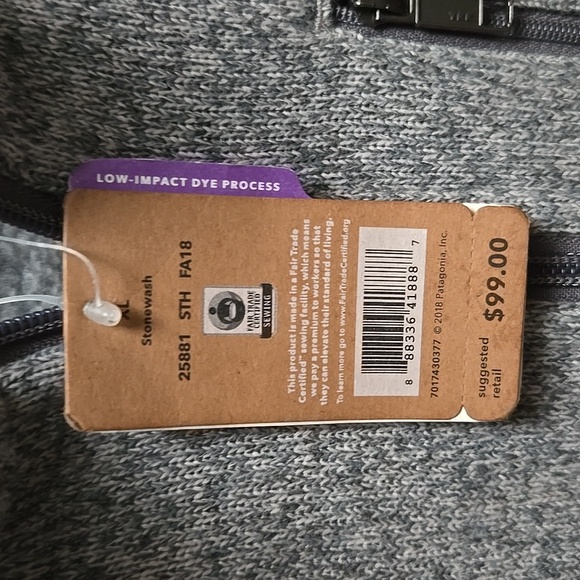 LOW-IMPACT DYE PROCESS
XL
Stonewash
25881 STH FA18
FAIR TRADE
CERTIFIED
SEWING
This product is made in a Fair Trade
Certified™ sewing facility, which means
we pay a premium to workers so that
they can elevate their standard of living.
To learn more go to www.FairTradeCertified.org
8 88336 41888 7
7017430377 © 2018 Patagonia, Inc.
suggested
retail $99.00
YKK